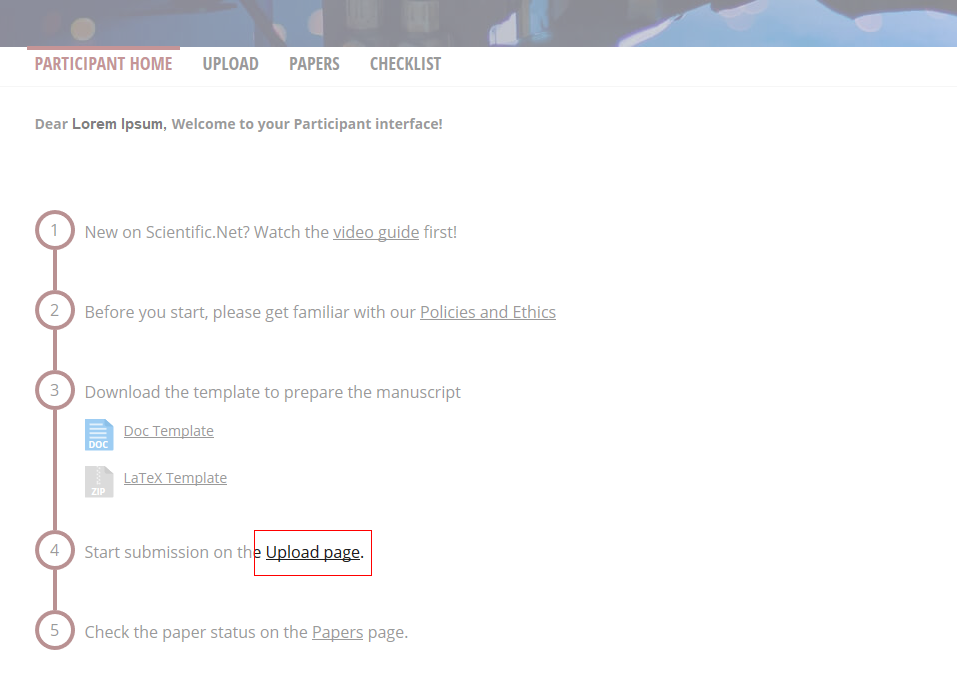 PARTICIPANT HOME UPLOAD PAPERS CHECKLIST
Dear Lorem Ipsum, Welcome to your Participant interface!
1 New on Scientific.Net? Watch the video guide first!
2 Before you start, please get familiar with our Policies and Ethics
3 Download the template to prepare the manuscript
DOC Doc Template
ZIP LaTeX Template
4 Start submission on the Upload page.
5 Check the paper status on the Papers page.